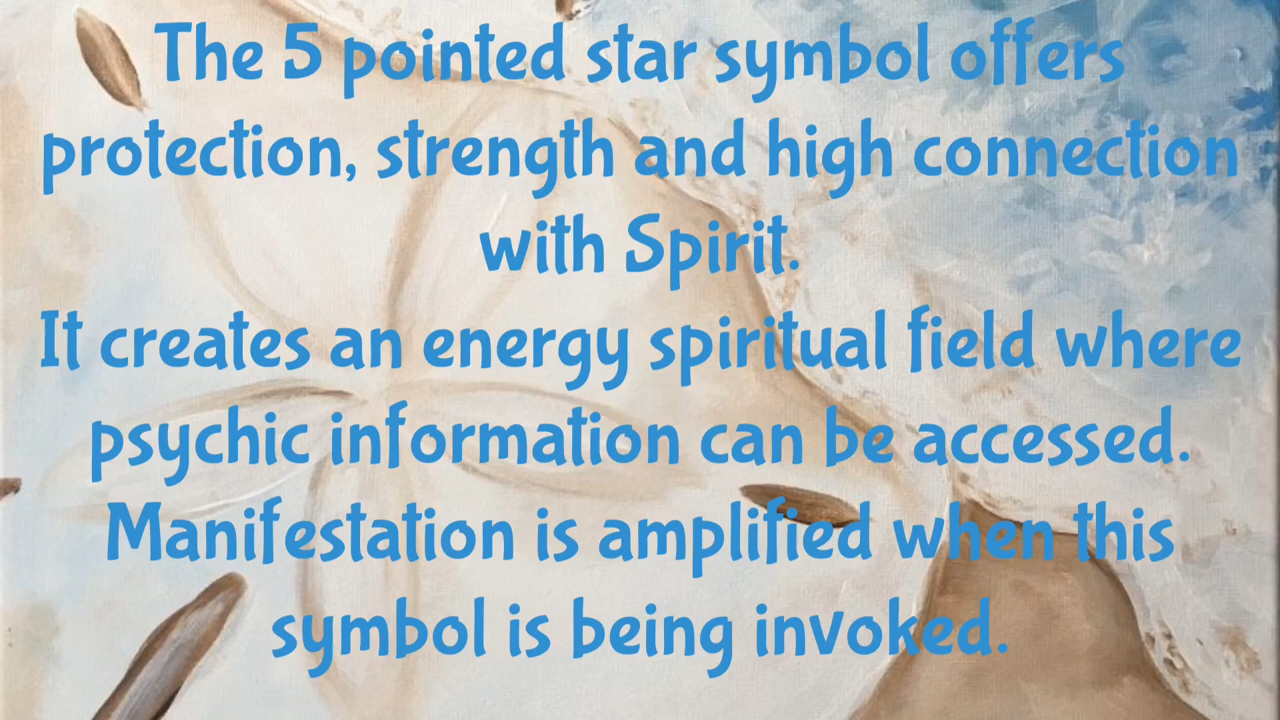 The 5 pointed star symbol offers
protection, strength and high connection
with Spirit.
It creates an energy spiritual field where
psychic information can be accessed.
Manifestation is amplified when this
symbol is being invoked.